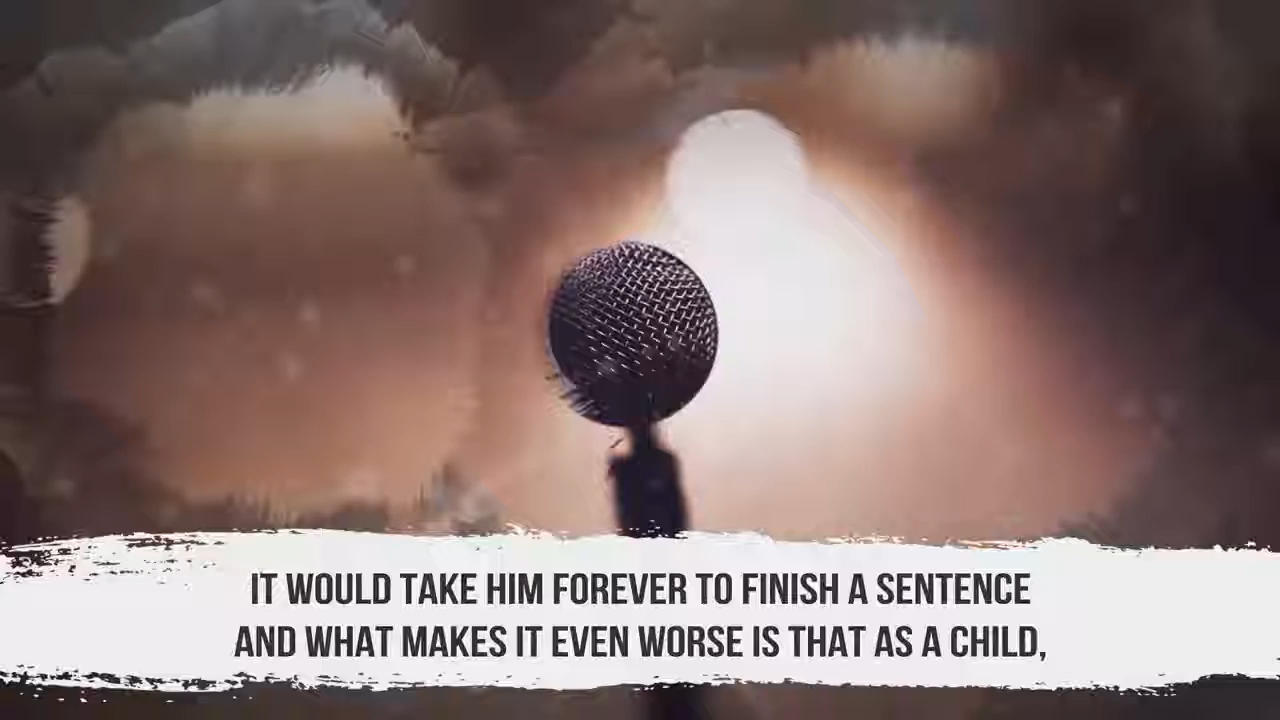 IT WOULD TAKE HIM FOREVER TO FINISH A SENTENCE
AND WHAT MAKES IT EVEN WORSE IS THAT AS A CHILD,